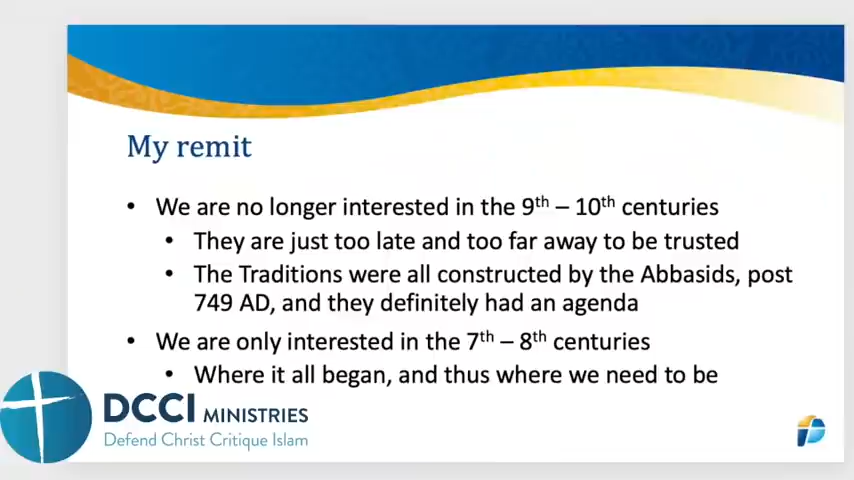 My remit
• We are no longer interested in the 9th – 10th centuries
• They are just too late and too far away to be trusted
• The Traditions were all constructed by the Abbasids, post
749 AD, and they definitely had an agenda
• We are only interested in the 7th – 8th centuries
• Where it all began, and thus where we need to be
DCCI MINISTRIES
Defend Christ Critique Islam